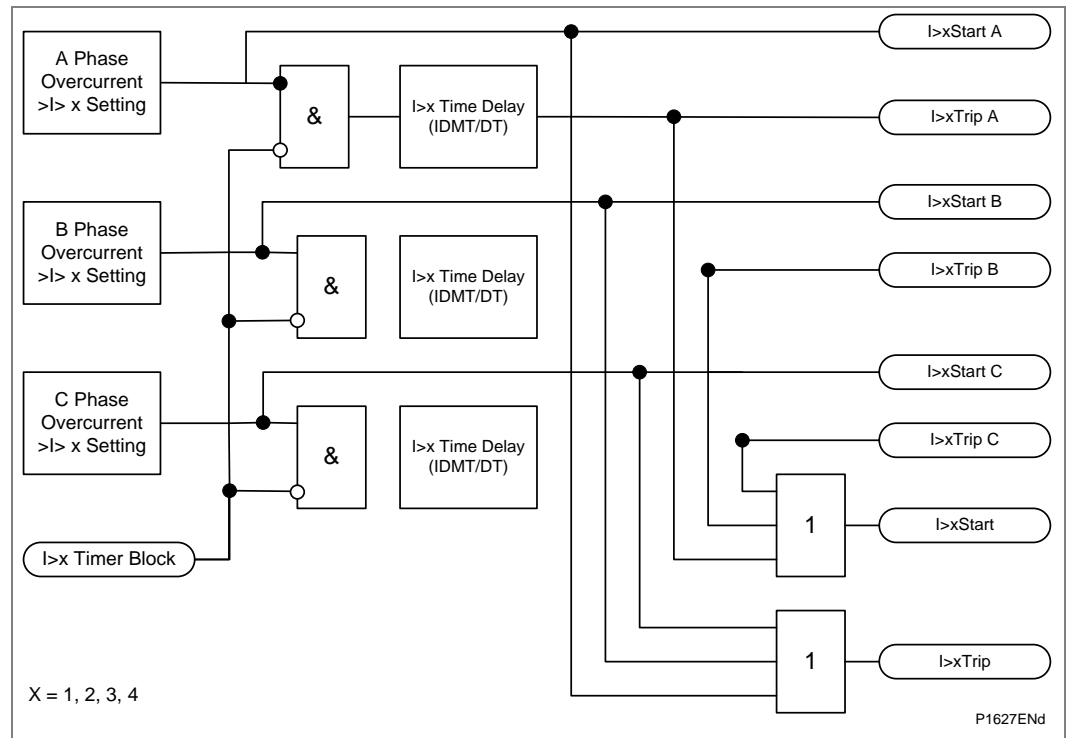 A Phase
Overcurrent
>I> x Setting
&
I>x Time Delay
(IDMT/DT)
I>xStart A
I>xTrip A
B Phase
Overcurrent
>I> x Setting
&
I>x Time Delay
(IDMT/DT)
I>xStart B
I>xTrip B
C Phase
Overcurrent
>I> x Setting
&
I>x Time Delay
(IDMT/DT)
I>xStart C
I>xTrip C
1
I>xStart
I>x Timer Block
1
I>xTrip
X = 1, 2, 3, 4
P1627ENd